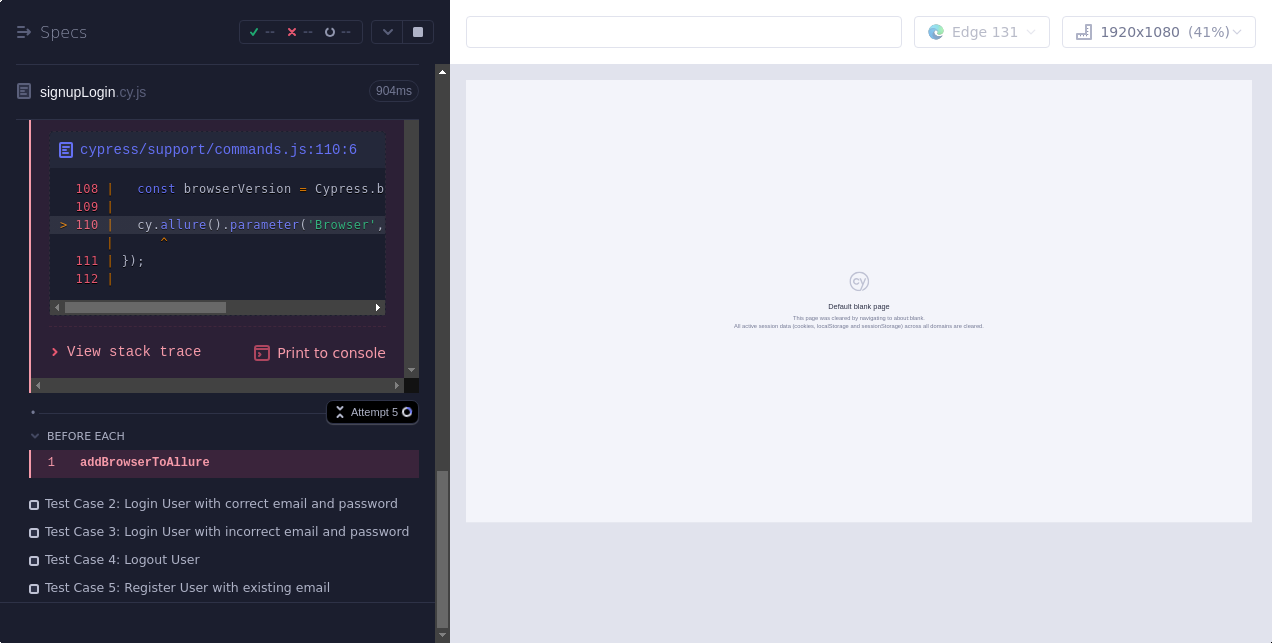 Specs
-- -- --
Edge 131
1920x1080 (41%)
signupLogin.cy.js
904ms
cypress/support/commands.js:110:6
108 | const browserVersion = Cypress.b
109 |
> 110 | cy.allure().parameter('Browser',
| ^
111 | });
112 |
View stack trace
Print to console
Attempt 5
BEFORE EACH
1 addBrowserToAllure
Test Case 2: Login User with correct email and password
Test Case 3: Login User with incorrect email and password
Test Case 4: Logout User
Test Case 5: Register User with existing email
cy
Default blank page
This page was cleared by navigating to about:blank.
All active session data (cookies, localStorage and sessionStorage) across all domains are cleared.